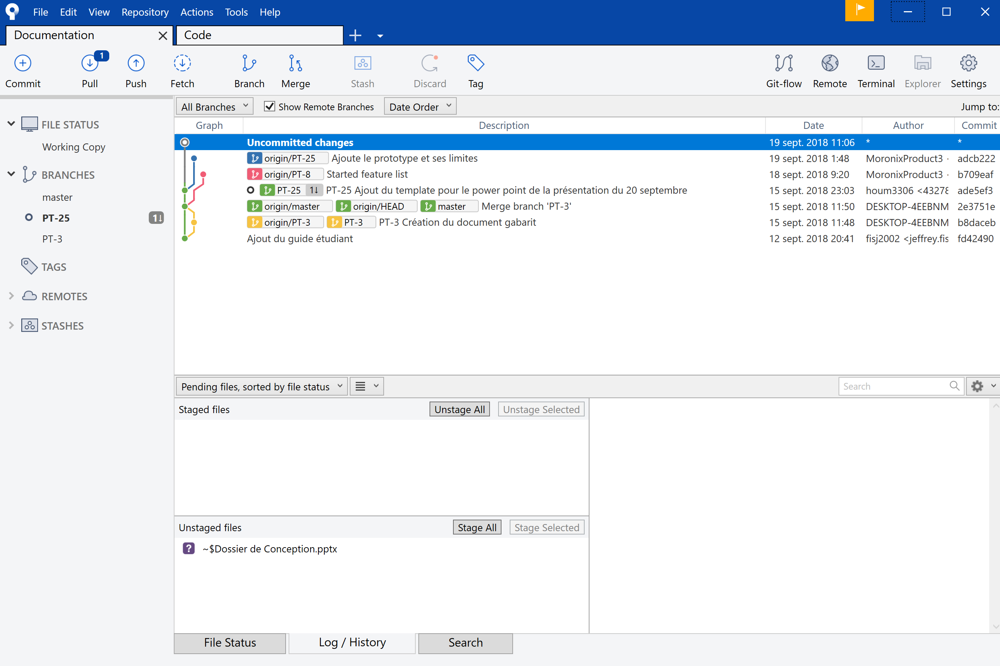 File Edit View Repository Actions Tools Help
Documentation Code
1
Commit Pull Push Fetch Branch Merge Stash Discard Tag Git-flow Remote Terminal Explorer Settings
FILE STATUS
Working Copy
BRANCHES
master
PT-25 1↓
PT-3
TAGS
REMOTES
STASHES
All Branches Show Remote Branches Date Order Jump to:
Graph Description Date Author Commit
Uncommitted changes 19 sept. 2018 11:06 * *
origin/PT-25 Ajoute le prototype et ses limites 19 sept. 2018 1:48 MoronixProduct3 adcb222
origin/PT-8 Started feature list 18 sept. 2018 9:20 MoronixProduct3 b709eaf
PT-25 1↓ PT-25 Ajout du template pour le power point de la présentation du 20 septembre 15 sept. 2018 23:03 houm3306 <43278 ade5ef3
origin/master origin/HEAD master Merge branch 'PT-3' 15 sept. 2018 11:50 DESKTOP-4EEBNM 2e3751e
origin/PT-3 PT-3 PT-3 Création du document gabarit 15 sept. 2018 11:48 DESKTOP-4EEBNM b8daceb
Ajout du guide étudiant 12 sept. 2018 20:41 fisj2002 <jeffrey.fis fd42490
Pending files, sorted by file status Search
Staged files Unstage All Unstage Selected
Unstaged files Stage All Stage Selected
? ~$Dossier de Conception.pptx
File Status Log / History Search